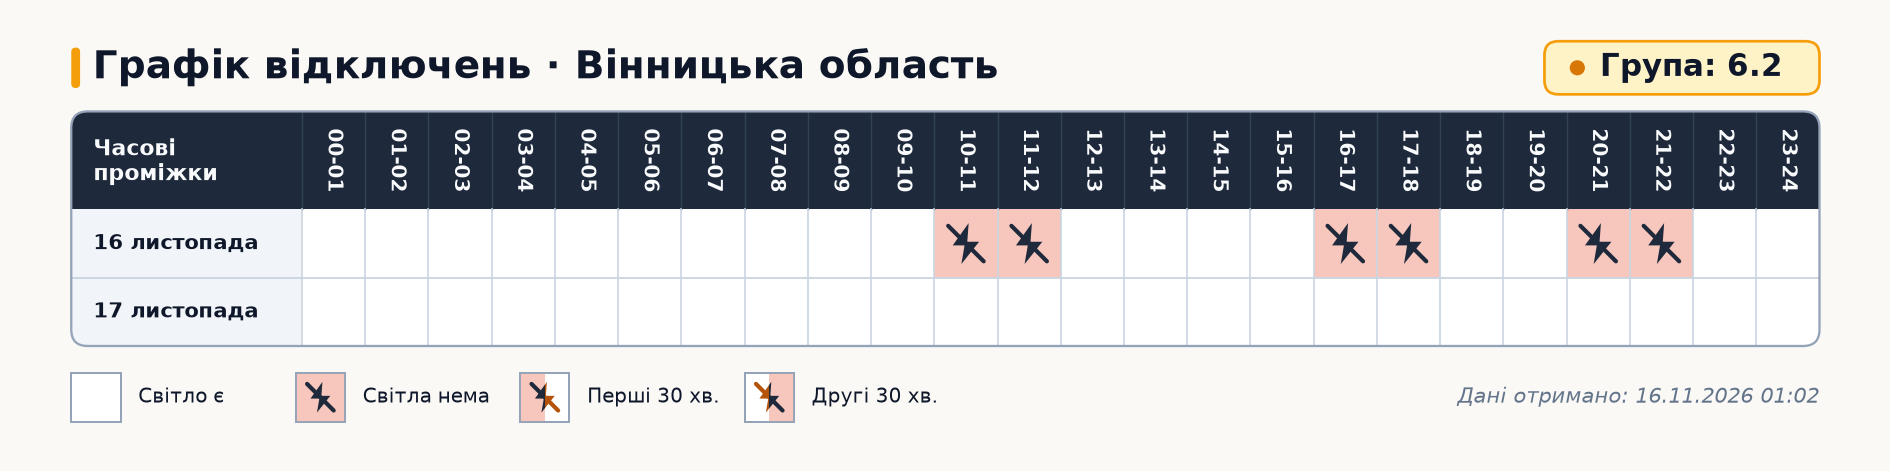 Графік відключень · Вінницька область
Група: 6.2
Часові
проміжки
00-01 01-02 02-03 03-04 04-05 05-06 06-07 07-08 08-09 09-10 10-11 11-12 12-13 13-14 14-15 15-16 16-17 17-18 18-19 19-20 20-21 21-22 22-23 23-24
16 листопада
17 листопада
Світло є
Світла нема
Перші 30 хв.
Другі 30 хв.
Дані отримано: 16.11.2026 01:02